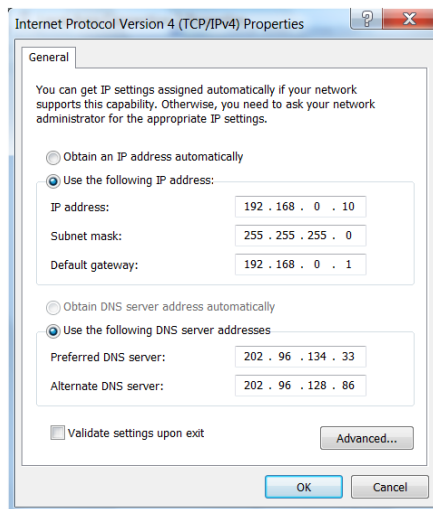 Internet Protocol Version 4 (TCP/IPv4) Properties
General
You can get IP settings assigned automatically if your network
supports this capability. Otherwise, you need to ask your network
administrator for the appropriate IP settings.
Obtain an IP address automatically
Use the following IP address:
IP address: 192 . 168 . 0 . 10
Subnet mask: 255 . 255 . 255 . 0
Default gateway: 192 . 168 . 0 . 1
Obtain DNS server address automatically
Use the following DNS server addresses
Preferred DNS server: 202 . 96 . 134 . 33
Alternate DNS server: 202 . 96 . 128 . 86
Validate settings upon exit
Advanced...
OK Cancel